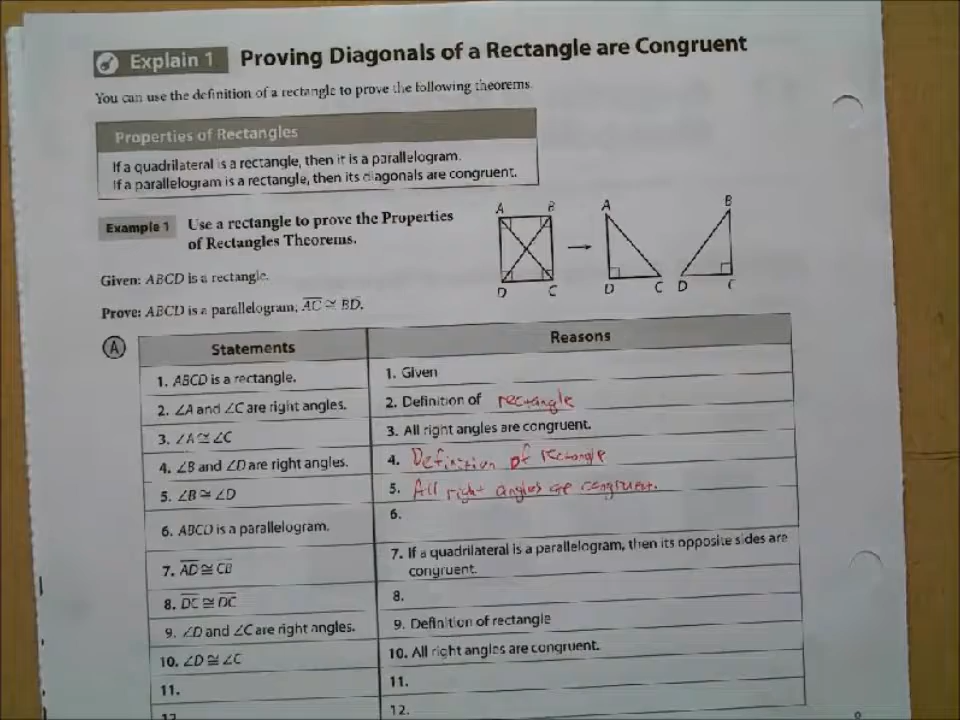 Explain 1 Proving Diagonals of a Rectangle are Congruent
You can use the definition of a rectangle to prove the following theorems.
Properties of Rectangles
If a quadrilateral is a rectangle, then it is a parallelogram.
If a parallelogram is a rectangle, then its diagonals are congruent.
Example 1 Use a rectangle to prove the Properties
of Rectangles Theorems.
A B A B
D C D C D C
Given: ABCD is a rectangle.
Prove: ABCD is a parallelogram; AC ≅ BD.
A Statements Reasons
1. ABCD is a rectangle. 1. Given
2. ∠A and ∠C are right angles. 2. Definition of rectangle
3. ∠A ≅ ∠C 3. All right angles are congruent.
4. ∠B and ∠D are right angles. 4. Definition of rectangle
5. ∠B ≅ ∠D 5. All right angles are congruent.
6. ABCD is a parallelogram. 6.
7. AD ≅ CB 7. If a quadrilateral is a parallelogram, then its opposite sides are
congruent.
8. DC ≅ DC 8.
9. ∠D and ∠C are right angles. 9. Definition of rectangle
10. ∠D ≅ ∠C 10. All right angles are congruent.
11. 11.
12. 12.